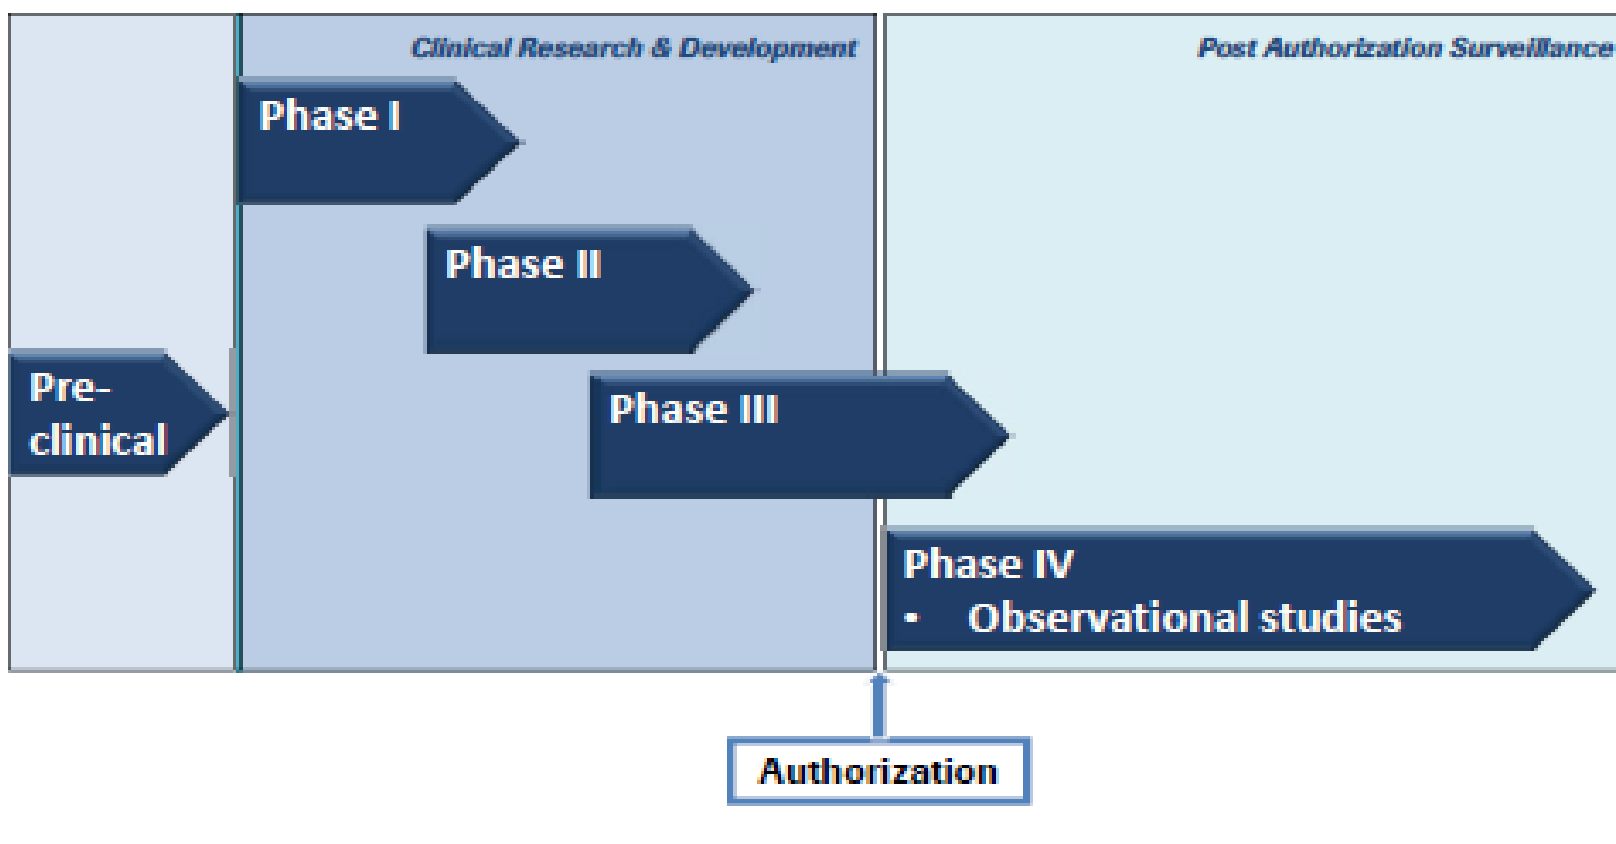 Clinical Research & Development
Post Authorization Surveillance
Phase I
Phase II
Pre-
clinical
Phase III
Phase IV
• Observational studies
Authorization